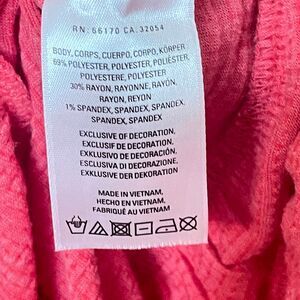 RN: 66170 CA: 32054
BODY, CORPS, CUERPO, CORPO, KÖRPER
69% POLYESTER, POLYESTER, POLIÉSTER,
POLIESTERE, POLYESTER
30% RAYON, RAYONNE, RAYÓN,
RAYON, REYON
1% SPANDEX, SPANDEX, SPANDEX,
SPANDEX, SPANDEX
EXCLUSIVE OF DECORATION,
EXCLUSIF DE DECORATION,
EXCLUSIVO DE DECORACIÓN,
ESCLUSIVA DI DECORAZIONE,
EXKLUSIVE DER DEKORATION
MADE IN VIETNAM,
HECHO EN VIETNAM,
FABRIQUÉ AU VIETNAM